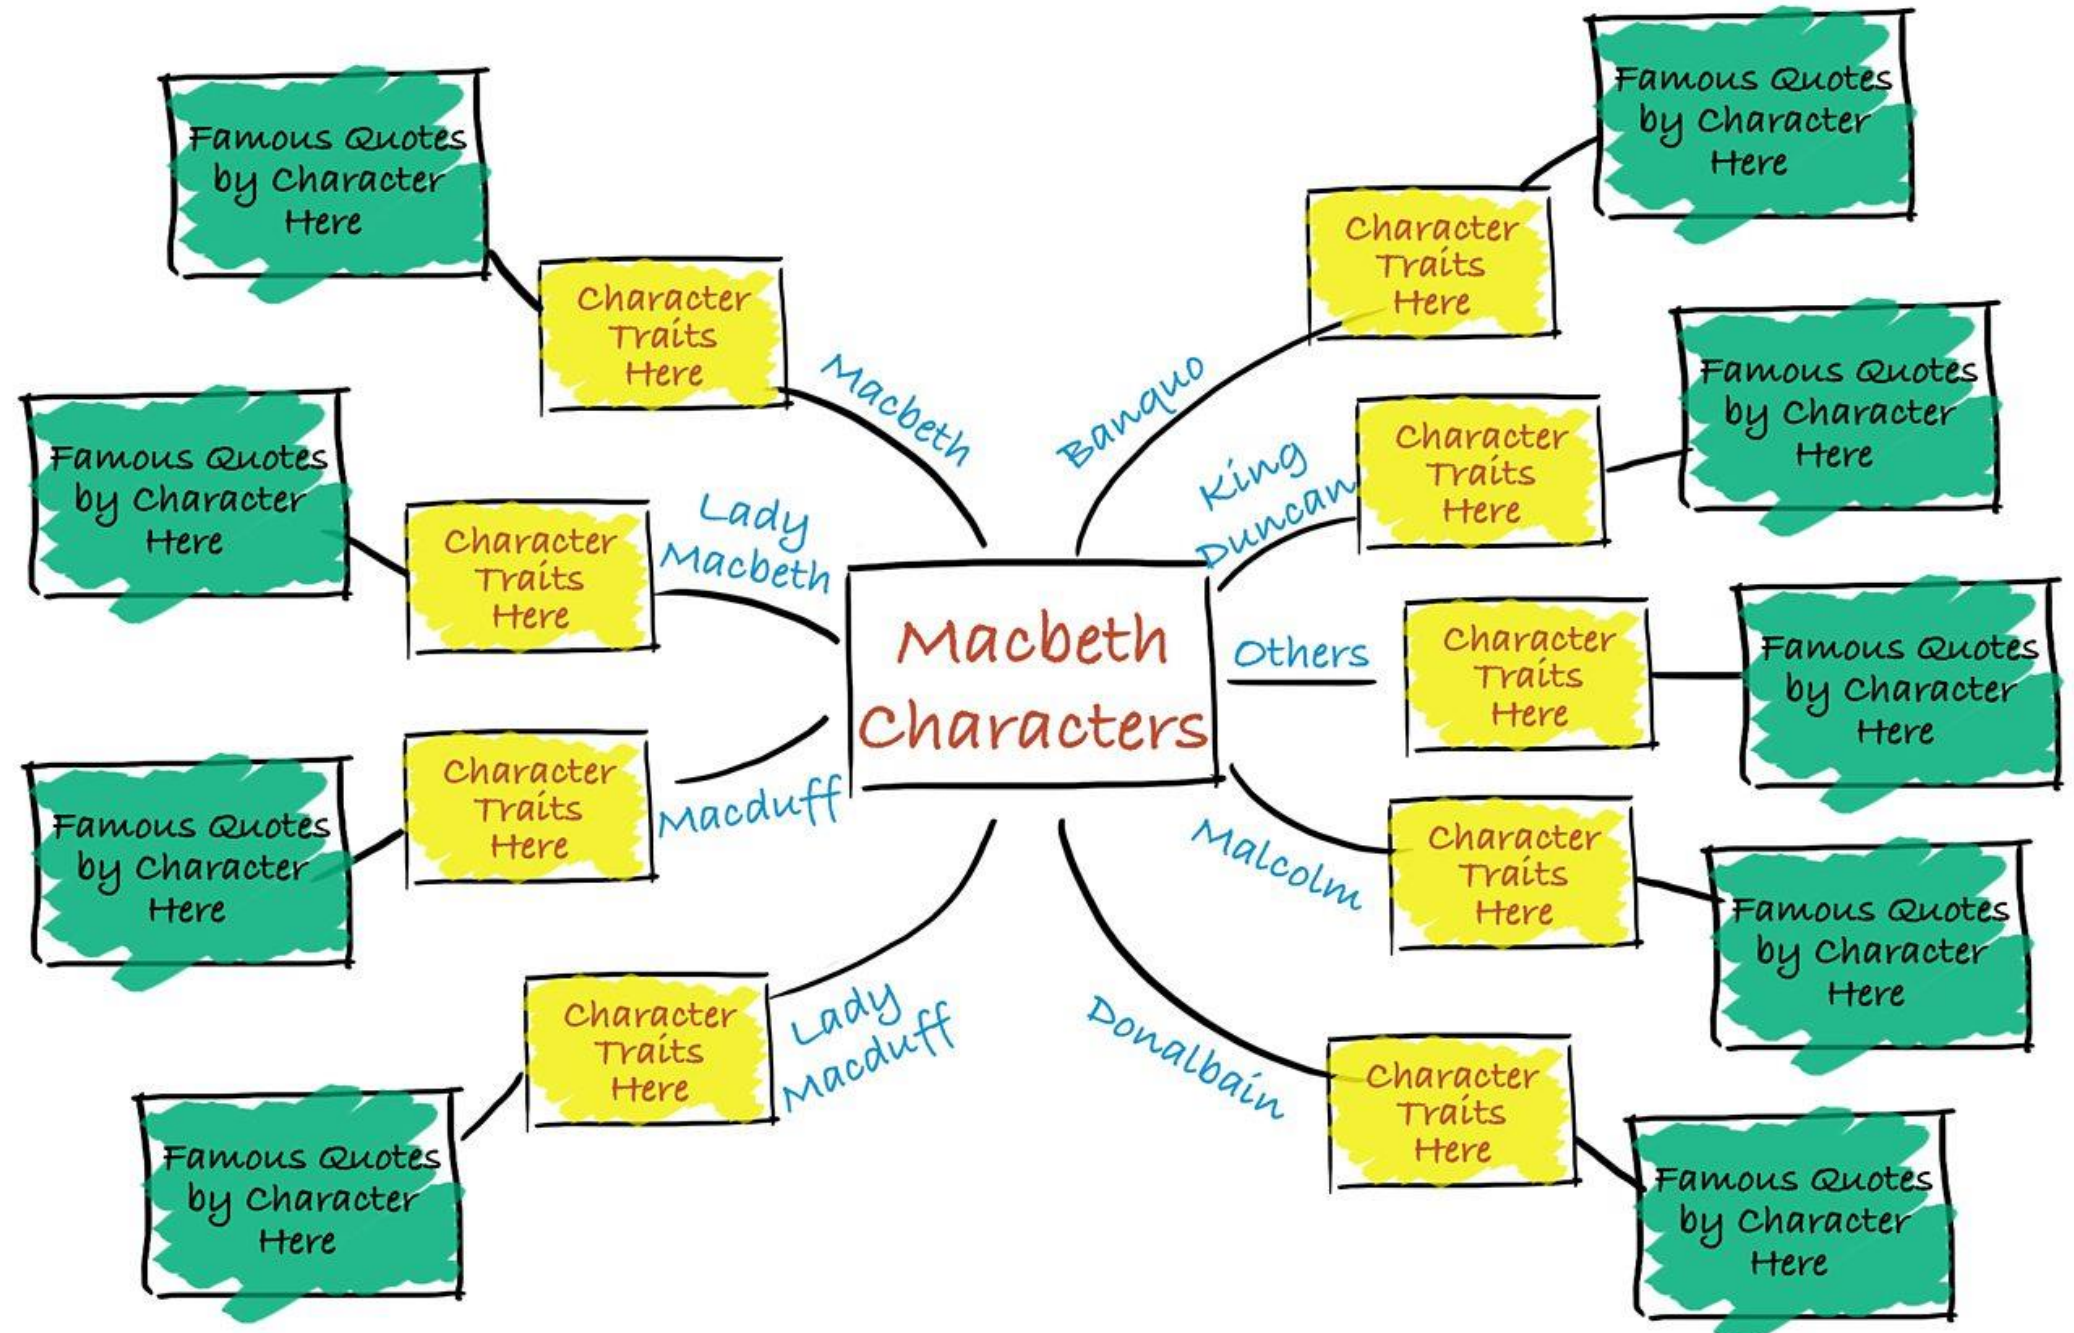 Macbeth
Characters
Macbeth
Character
Traits
Here
Famous Quotes
by Character
Here
Lady
Macbeth
Character
Traits
Here
Famous Quotes
by Character
Here
Macduff
Character
Traits
Here
Famous Quotes
by Character
Here
Lady
Macduff
Character
Traits
Here
Famous Quotes
by Character
Here
Banquo
Character
Traits
Here
Famous Quotes
by Character
Here
King
Duncan
Character
Traits
Here
Famous Quotes
by Character
Here
Others
Character
Traits
Here
Famous Quotes
by Character
Here
Malcolm
Character
Traits
Here
Famous Quotes
by Character
Here
Donalbain
Character
Traits
Here
Famous Quotes
by Character
Here